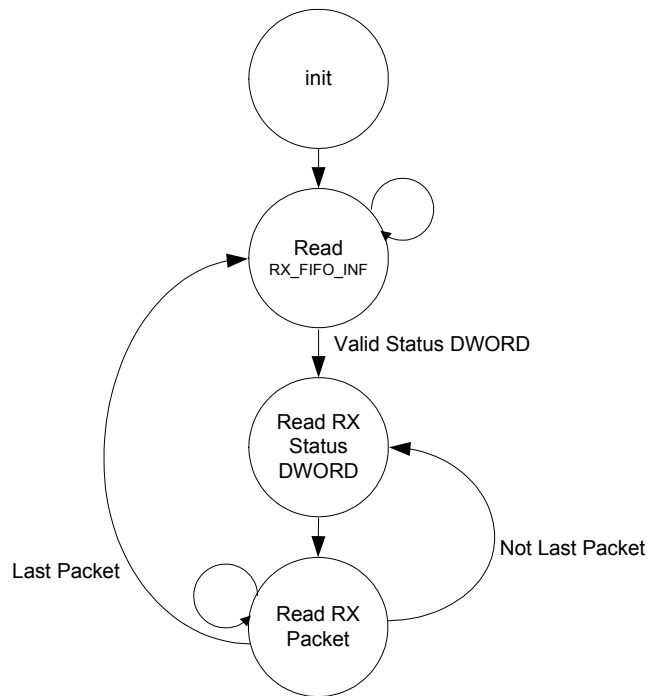 init
Read
RX_FIFO_INF
Valid Status DWORD
Read RX
Status
DWORD
Not Last Packet
Last Packet
Read RX
Packet